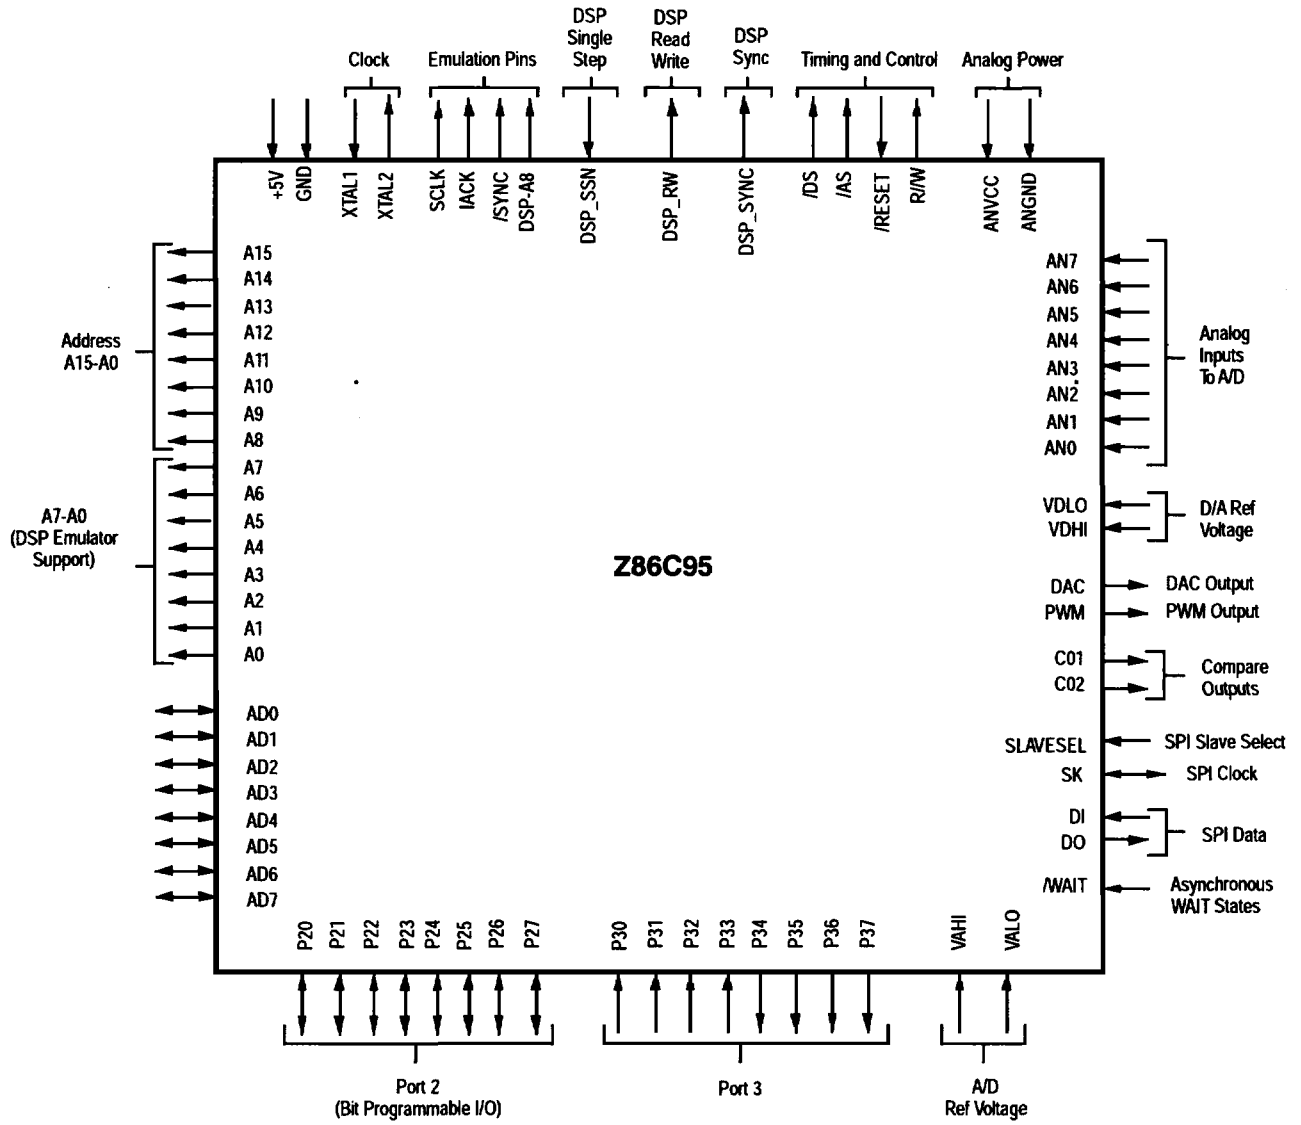 DSP
Single
Step
DSP
Read
Write
DSP
Sync
Clock
Emulation Pins
Timing and Control
Analog Power
+5V
GND
XTAL1
XTAL2
SCLK
IACK
/SYNC
DSP-A8
DSP_SSN
DSP_RW
DSP_SYNC
/DS
/AS
/RESET
R//W
ANVCC
ANGND
Address
A15-A0
A15
A14
A13
A12
A11
A10
A9
A8
A7-A0
(DSP Emulator
Support)
A7
A6
A5
A4
A3
A2
A1
A0
AD0
AD1
AD2
AD3
AD4
AD5
AD6
AD7
Z86C95
AN7
AN6
AN5
AN4
AN3
AN2
AN1
AN0
Analog
Inputs
To A/D
VDLO
VDHI
D/A Ref
Voltage
DAC
DAC Output
PWM
PWM Output
C01
C02
Compare
Outputs
SLAVESEL
SPI Slave Select
SK
SPI Clock
DI
DO
SPI Data
/WAIT
Asynchronous
WAIT States
P20
P21
P22
P23
P24
P25
P26
P27
P30
P31
P32
P33
P34
P35
P36
P37
VAHI
VALO
Port 2
(Bit Programmable I/O)
Port 3
A/D
Ref Voltage